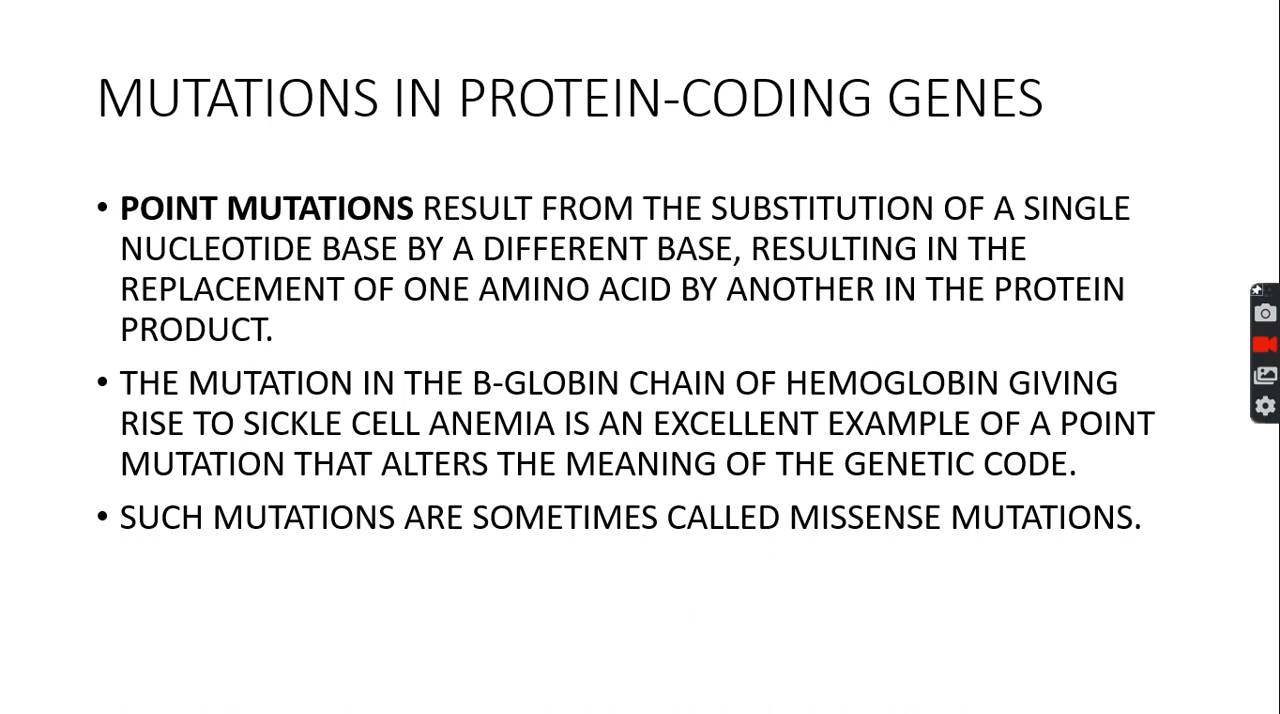 MUTATIONS IN PROTEIN-CODING GENES
• POINT MUTATIONS RESULT FROM THE SUBSTITUTION OF A SINGLE
NUCLEOTIDE BASE BY A DIFFERENT BASE, RESULTING IN THE
REPLACEMENT OF ONE AMINO ACID BY ANOTHER IN THE PROTEIN
PRODUCT.
• THE MUTATION IN THE B-GLOBIN CHAIN OF HEMOGLOBIN GIVING
RISE TO SICKLE CELL ANEMIA IS AN EXCELLENT EXAMPLE OF A POINT
MUTATION THAT ALTERS THE MEANING OF THE GENETIC CODE.
• SUCH MUTATIONS ARE SOMETIMES CALLED MISSENSE MUTATIONS.